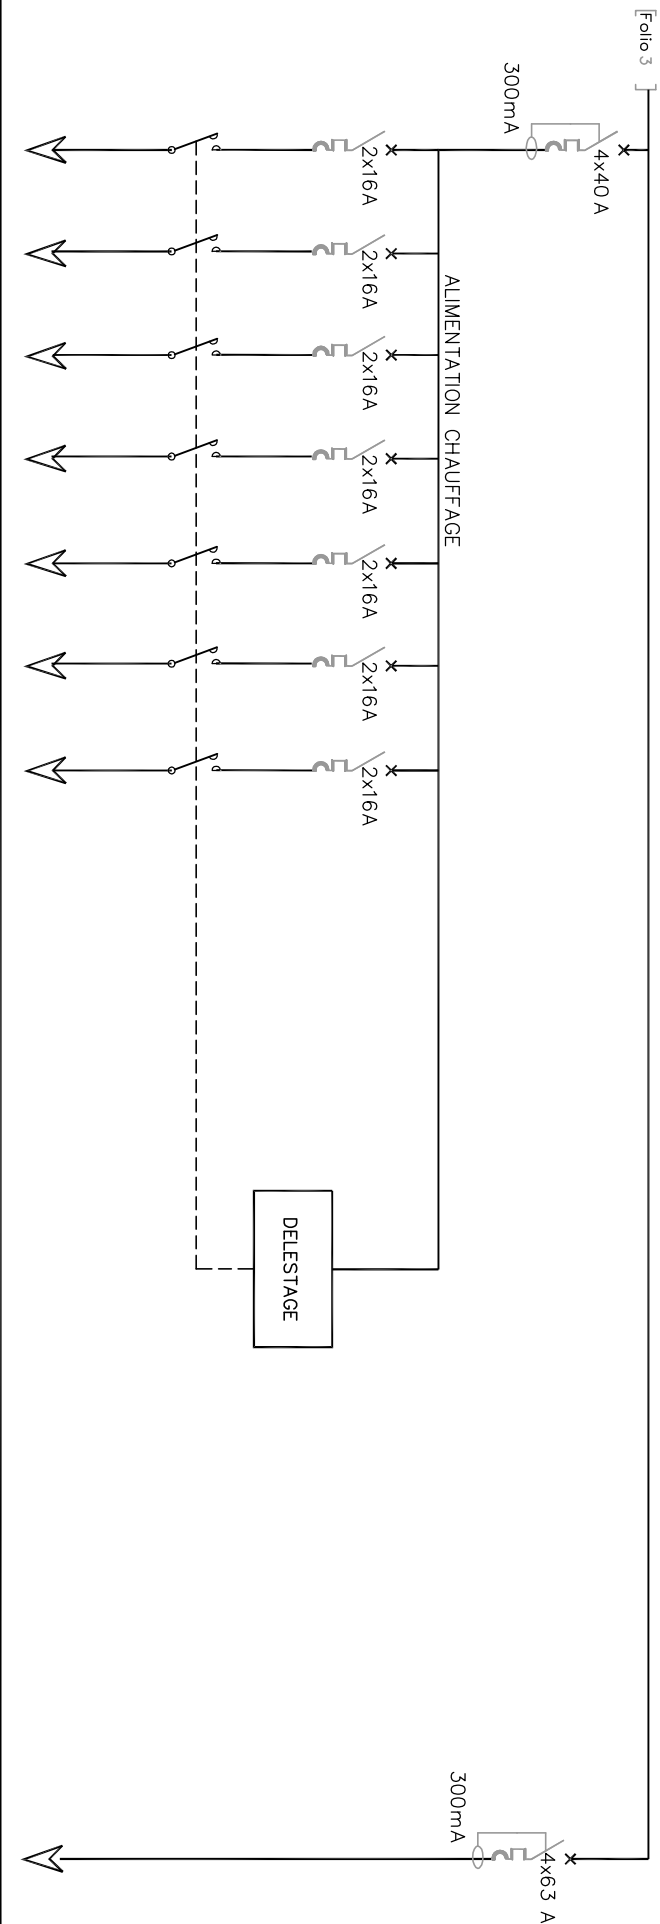 Folio 3
4x40 A
300mA
ALIMENTATION CHAUFFAGE
2x16A
2x16A
2x16A
2x16A
2x16A
2x16A
2x16A
DELESTAGE
4x63 A
300mA